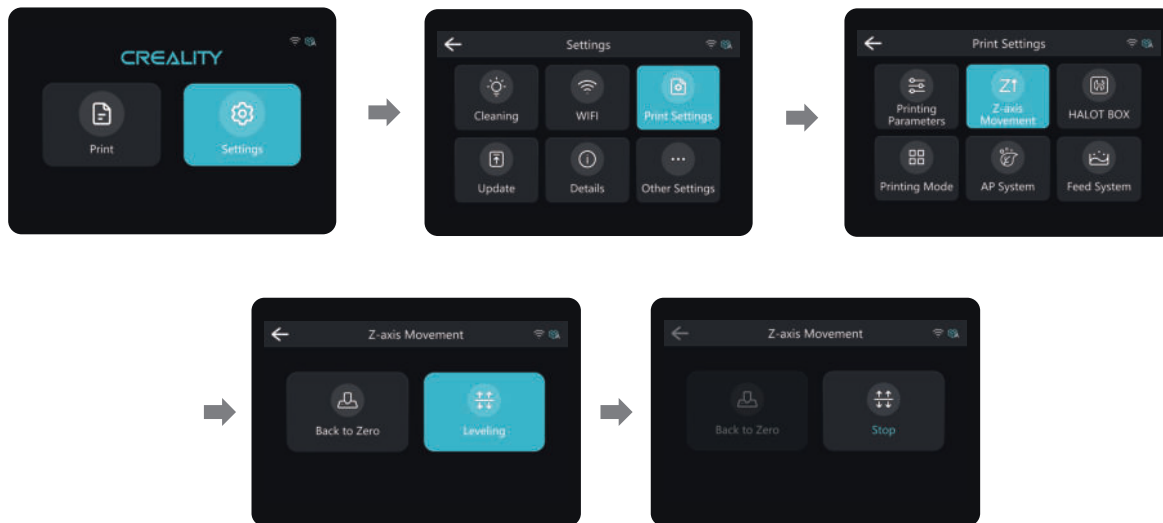 CREALITY
Print
Settings
Settings
Cleaning
WIFI
Print Settings
Update
Details
Other Settings
Print Settings
Printing
Parameters
Z-axis
Movement
HALOT BOX
Printing Mode
AP System
Feed System
Z-axis Movement
Back to Zero
Leveling
Z-axis Movement
Back to Zero
Stop